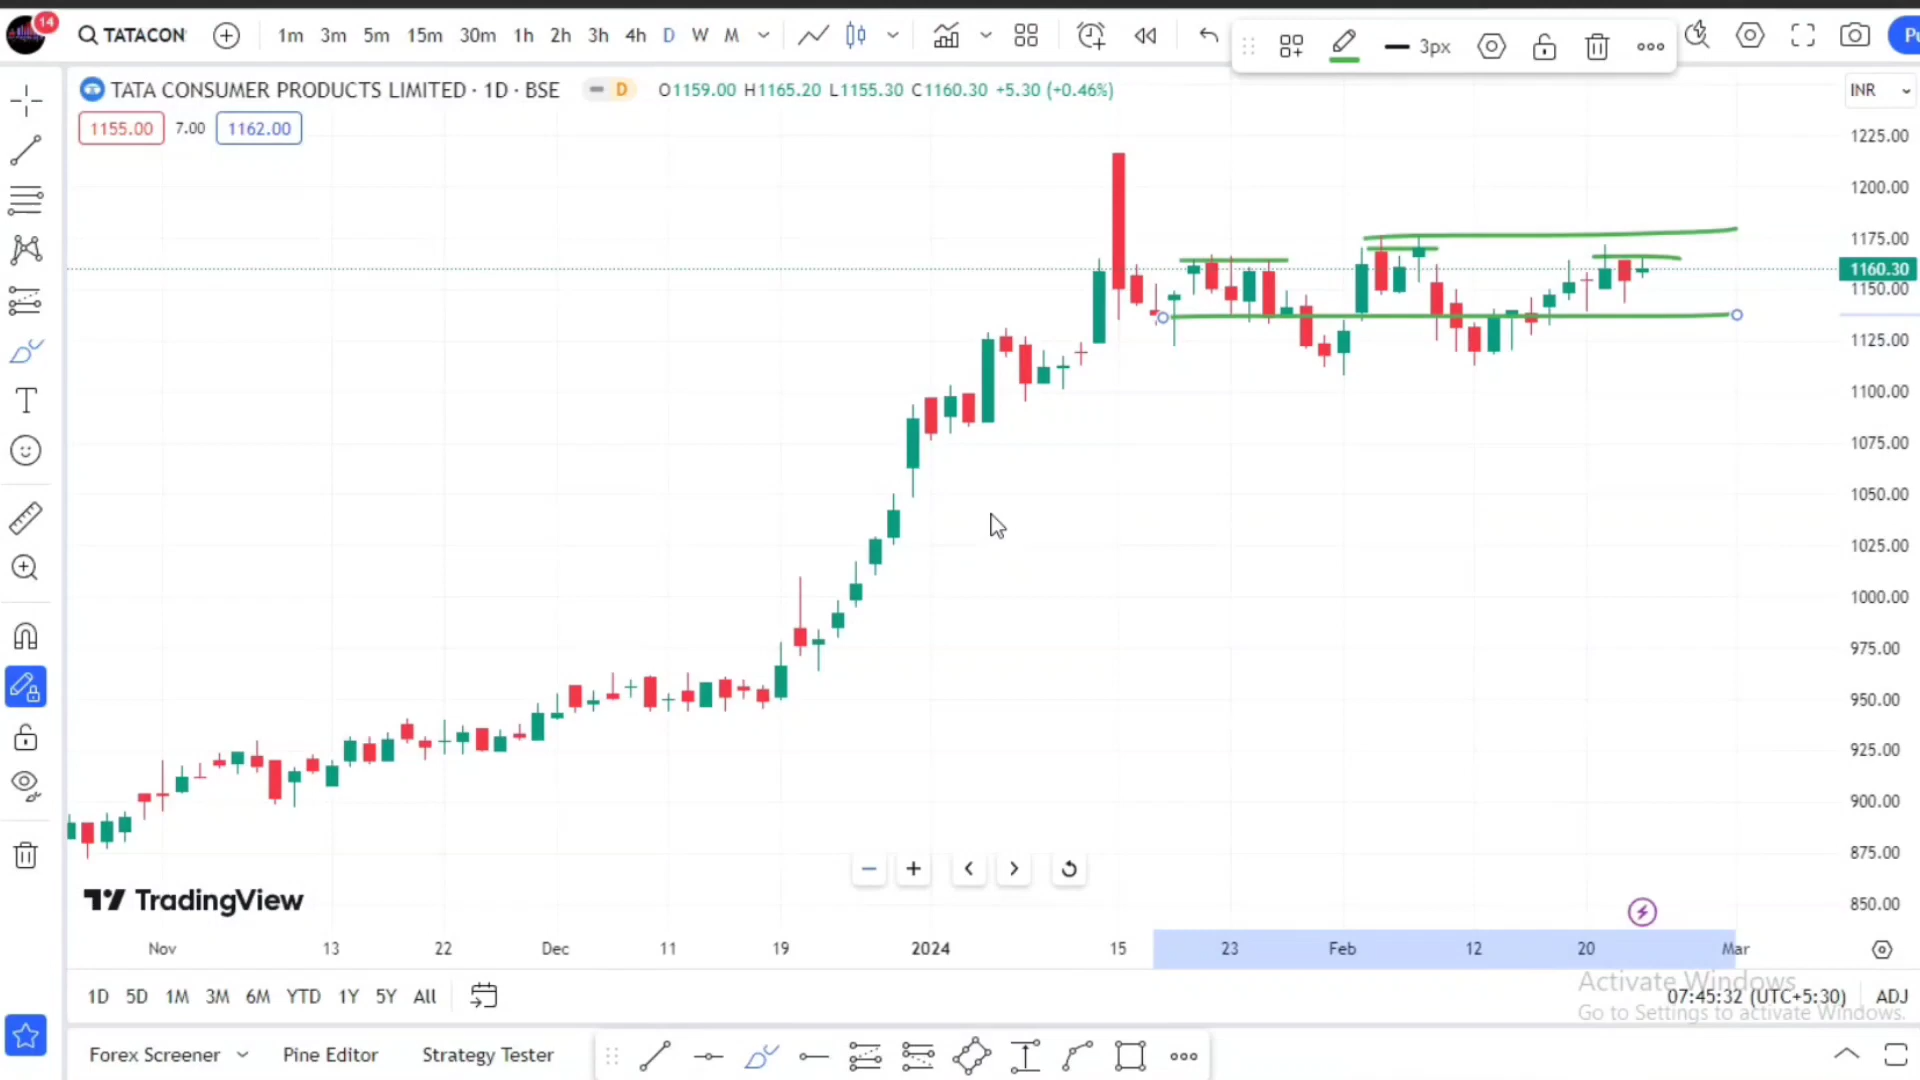 14
TATACON
1m 3m 5m 15m 30m 1h 2h 3h 4h D W M
3px
Pu
TATA CONSUMER PRODUCTS LIMITED · 1D · BSE
D
O1159.00 H1165.20 L1155.30 C1160.30 +5.30 (+0.46%)
INR
1155.00 7.00 1162.00
1225.00
1200.00
1175.00
1160.30
1150.00
1125.00
1100.00
1075.00
1050.00
1025.00
1000.00
975.00
950.00
925.00
900.00
875.00
850.00
TradingView
Nov 13 22 Dec 11 19 2024 15 23 Feb 12 20 Mar
1D 5D 1M 3M 6M YTD 1Y 5Y All
07:45:32 (UTC+5:30) ADJ
Activate Windows
Go to Settings to activate Windows.
Forex Screener Pine Editor Strategy Tester